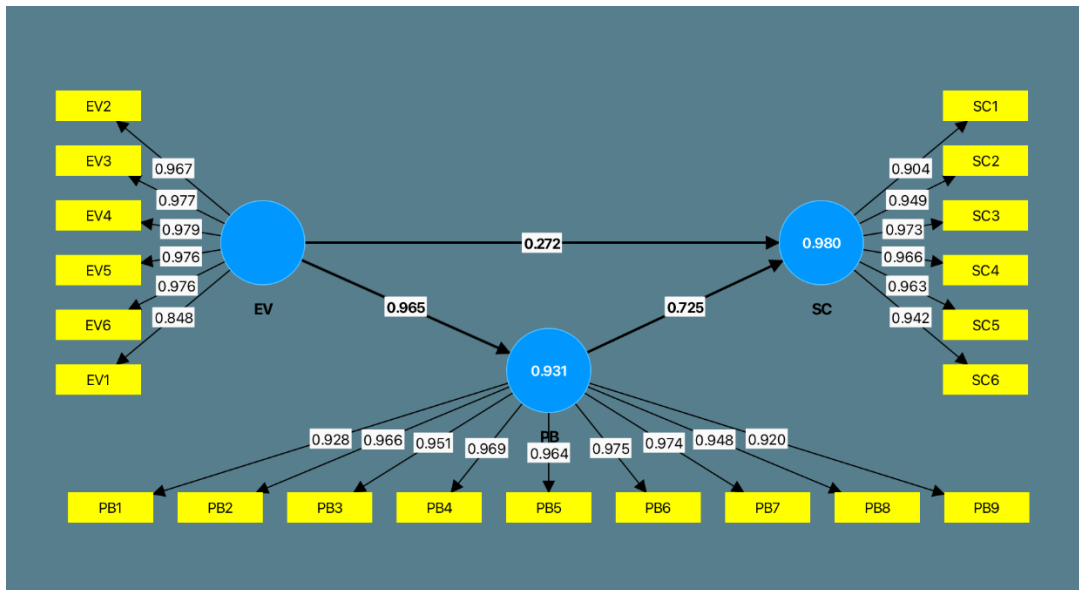 EV2
SC1
EV3
0.967
0.904
SC2
EV4
0.977
0.949
SC3
0.979
0.272
0.980
0.973
EV5
0.976
0.966
SC4
0.976
0.963
EV6
0.848
EV
0.965
0.725
SC
0.942
SC5
EV1
0.931
SC6
PB
0.928
0.966
0.951
0.969
0.964
0.975
0.974
0.948
0.920
PB1
PB2
PB3
PB4
PB5
PB6
PB7
PB8
PB9